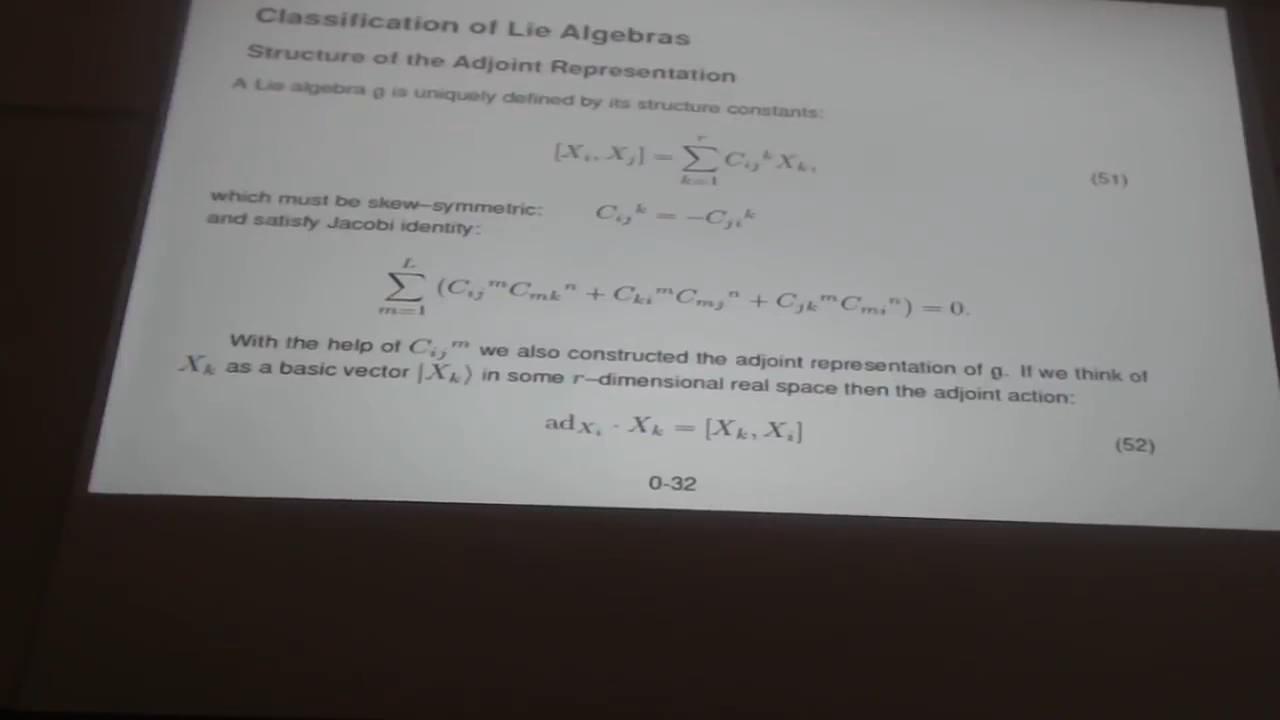 Classification of Lie Algebras
Structure of the Adjoint Representation
A Lie algebra g is uniquely defined by its structure constants:
[X_i, X_j] = \sum_{k=1}^{r} C_{ij}^k X_k, (51)
which must be skew–symmetric: C_{ij}^k = -C_{ji}^k
and satisfy Jacobi identity:
\sum_{m=1}^{L} (C_{ij}^m C_{mk}^n + C_{ki}^m C_{mj}^n + C_{jk}^m C_{mi}^n) = 0.
With the help of C_{ij}^m we also constructed the adjoint representation of g. If we think of
X_k as a basic vector |X_k⟩ in some r–dimensional real space then the adjoint action:
ad_{X_i} · X_k = [X_k, X_i] (52)
0-32